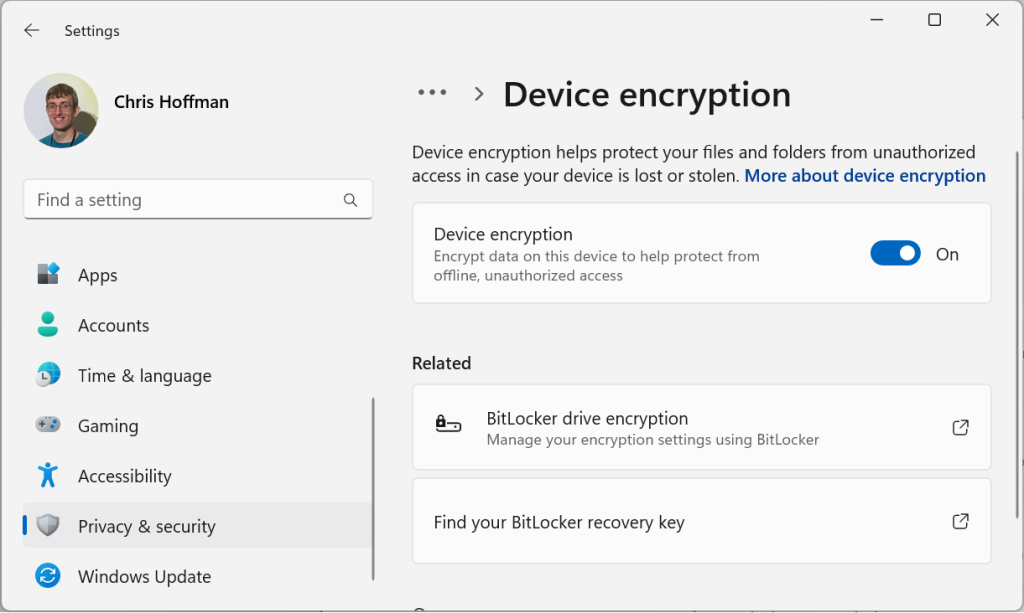 Settings
Chris Hoffman
Find a setting
Apps
Accounts
Time & language
Gaming
Accessibility
Privacy & security
Windows Update
Device encryption
Device encryption helps protect your files and folders from unauthorized
access in case your device is lost or stolen. More about device encryption
Device encryption
Encrypt data on this device to help protect from
offline, unauthorized access
On
Related
BitLocker drive encryption
Manage your encryption settings using BitLocker
Find your BitLocker recovery key